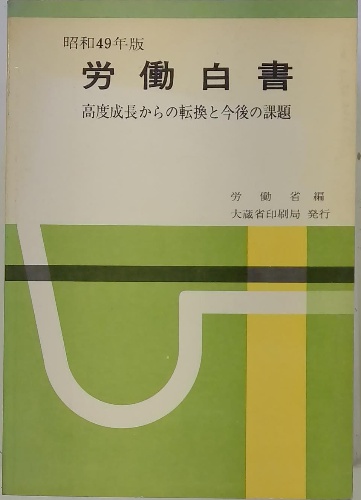 昭和49年版
労働白書
高度成長からの転換と今後の課題
労働省編
大蔵省印刷局 発行